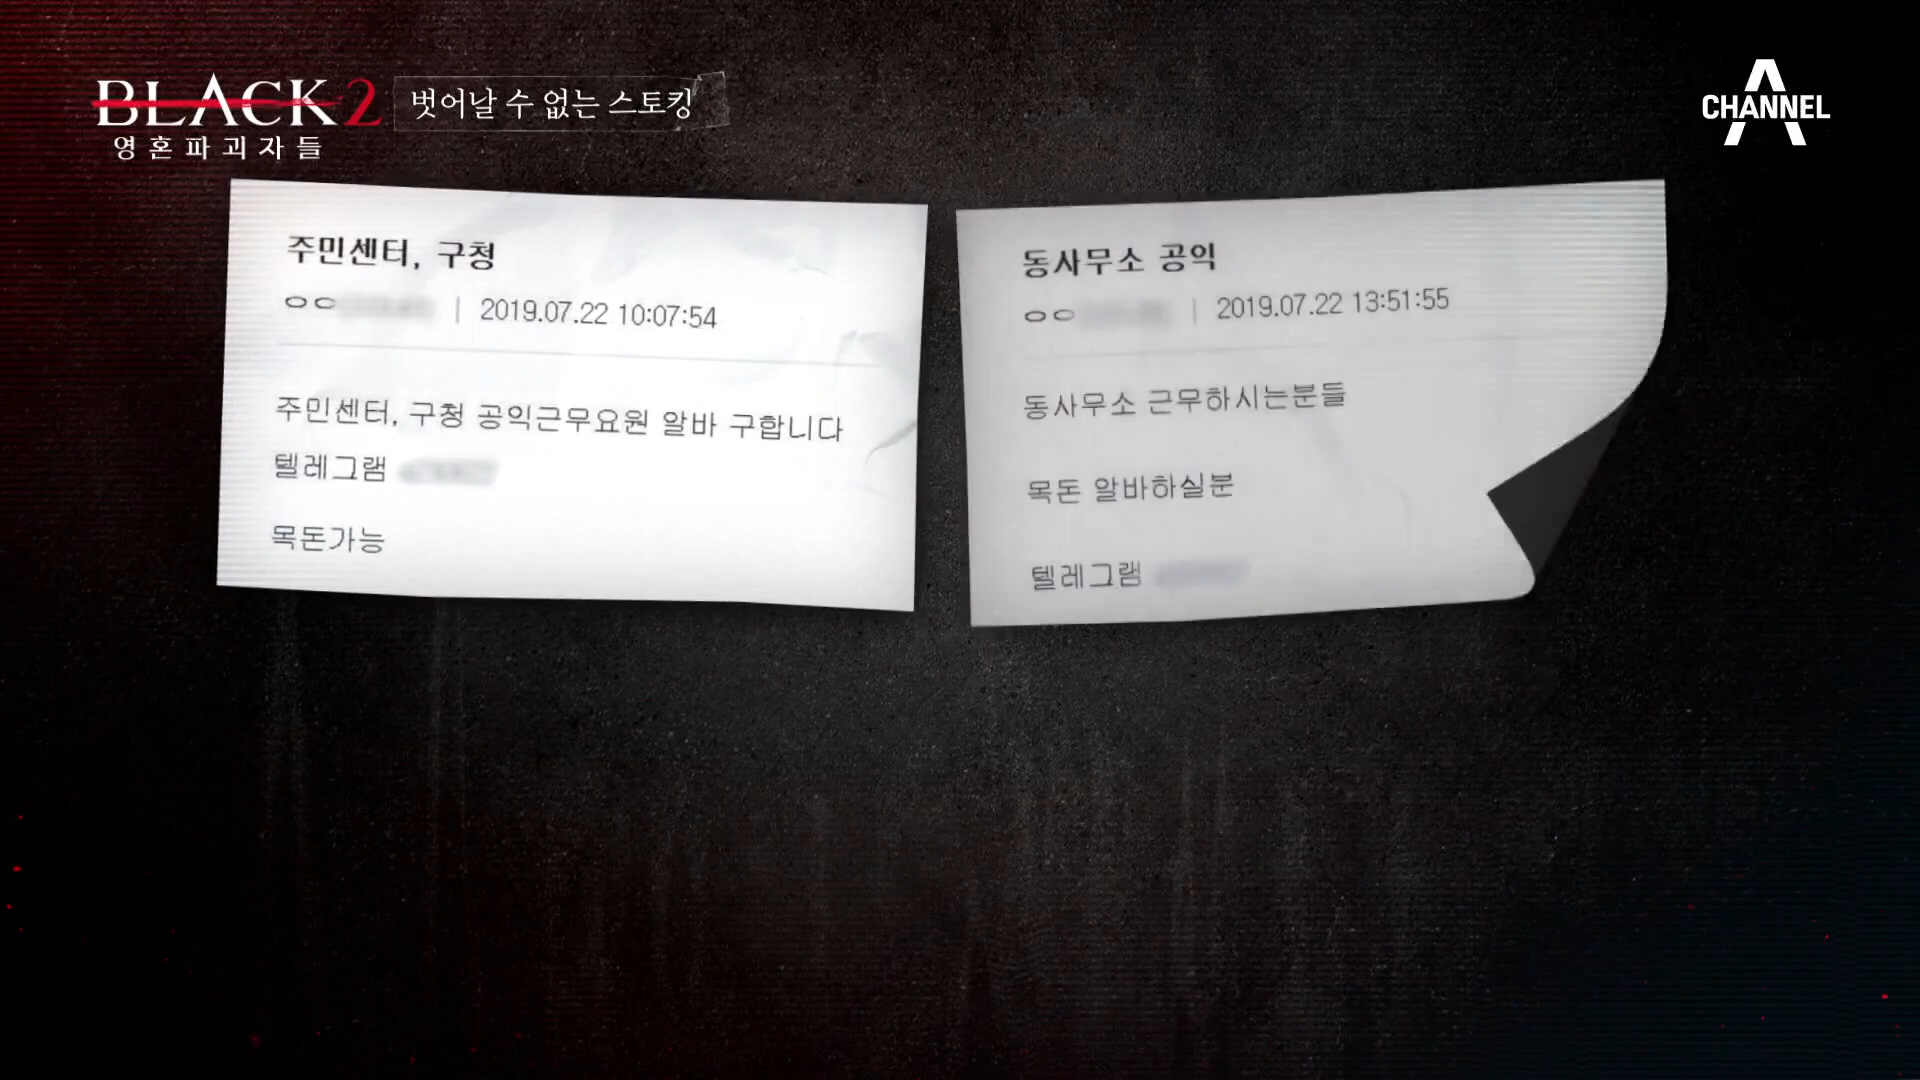 BLACK2
영혼파괴자들
벗어날 수 없는 스토킹
CHANNEL A
주민센터, 구청
ㅇㅇ | 2019.07.22 10:07:54
주민센터, 구청 공익근무요원 알바 구합니다
텔레그램
목돈가능
동사무소 공익
ㅇㅇ | 2019.07.22 13:51:55
동사무소 근무하시는분들
목돈 알바하실분
텔레그램